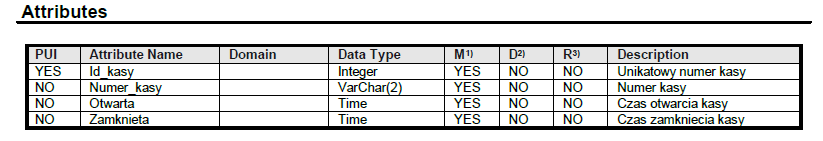 Attributes
PUI Attribute Name Domain Data Type M1) D2) R3) Description
YES Id_kasy Integer YES NO NO Unikatowy numer kasy
NO Numer_kasy VarChar(2) YES NO NO Numer kasy
NO Otwarta Time YES NO NO Czas otwarcia kasy
NO Zamknieta Time YES NO NO Czas zamkniecia kasy